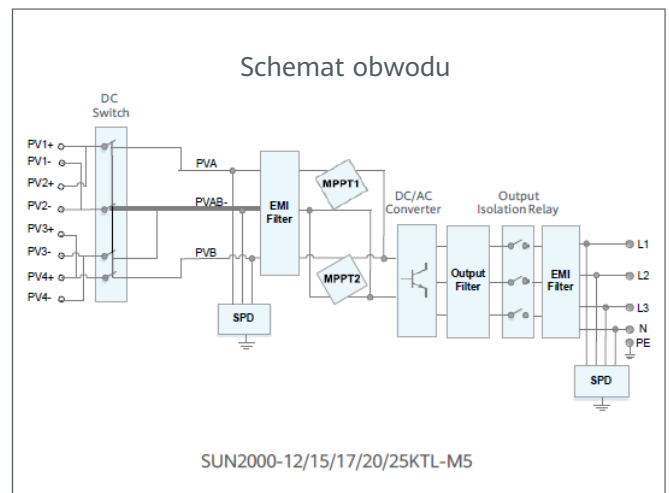 Schemat obwodu
DC
Switch
PV1+
PV1-
PV2+
PV2-
PV3+
PV3-
PV4+
PV4-
PVA
PVAB-
PVB
EMI
Filter
SPD
MPPT1
MPPT2
DC/AC
Converter
Output
Filter
Output
Isolation Relay
EMI
Filter
L1
L2
L3
N
PE
SPD
SUN2000-12/15/17/20/25KTL-M5